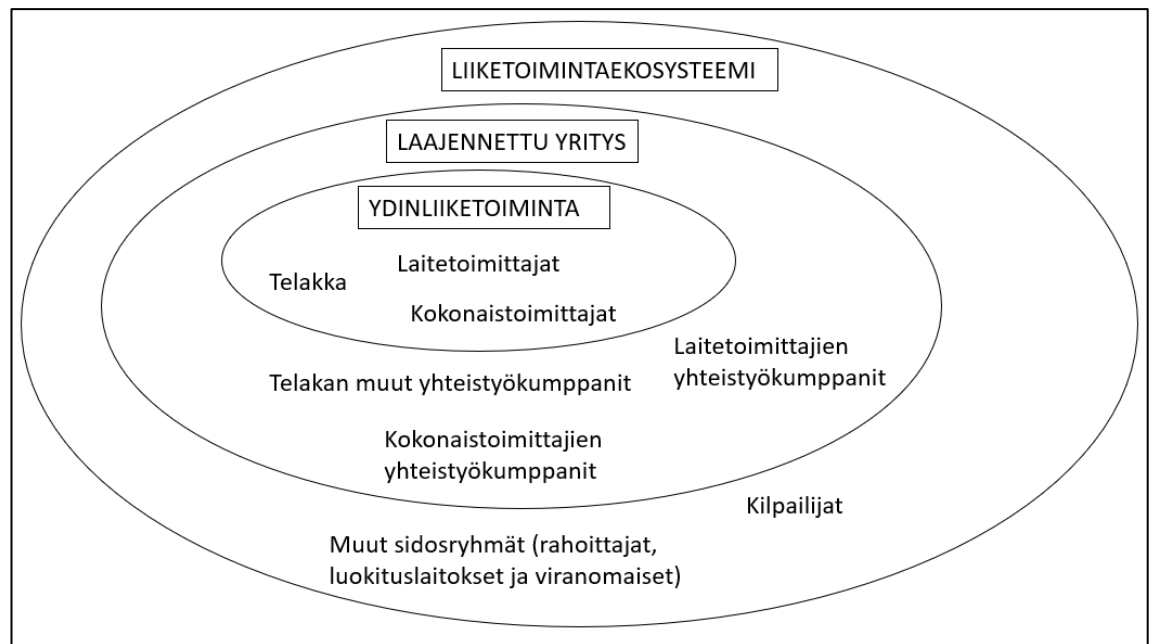 LIIKETOIMINTAEKOSYSTEEMI
LAAJENNETTU YRITYS
YDINLIIKETOIMINTA
Laitetoimittajat
Telakka
Kokonaistoimittajat
Laitetoimittajien
yhteistyökumppanit
Telakan muut yhteistyökumppanit
Kokonaistoimittajien
yhteistyökumppanit
Kilpailijat
Muut sidosryhmät (rahoittajat,
luokituslaitokset ja viranomaiset)